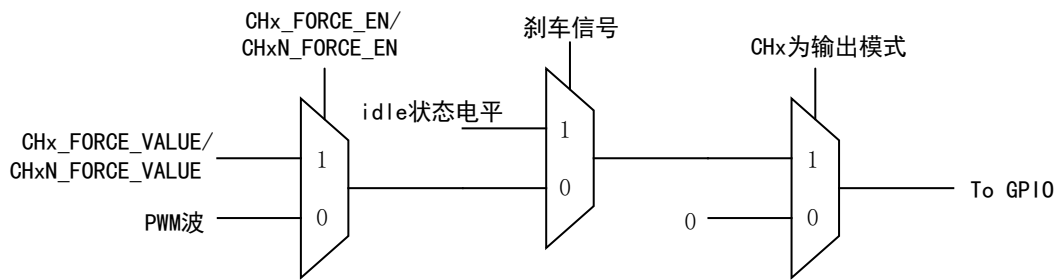 CHx_FORCE_EN/
CHxN_FORCE_EN
刹车信号
CHx为输出模式
idle状态电平
1
CHx_FORCE_VALUE/
CHxN_FORCE_VALUE
1
0
1
To GPIO
PWM波
0
0
0